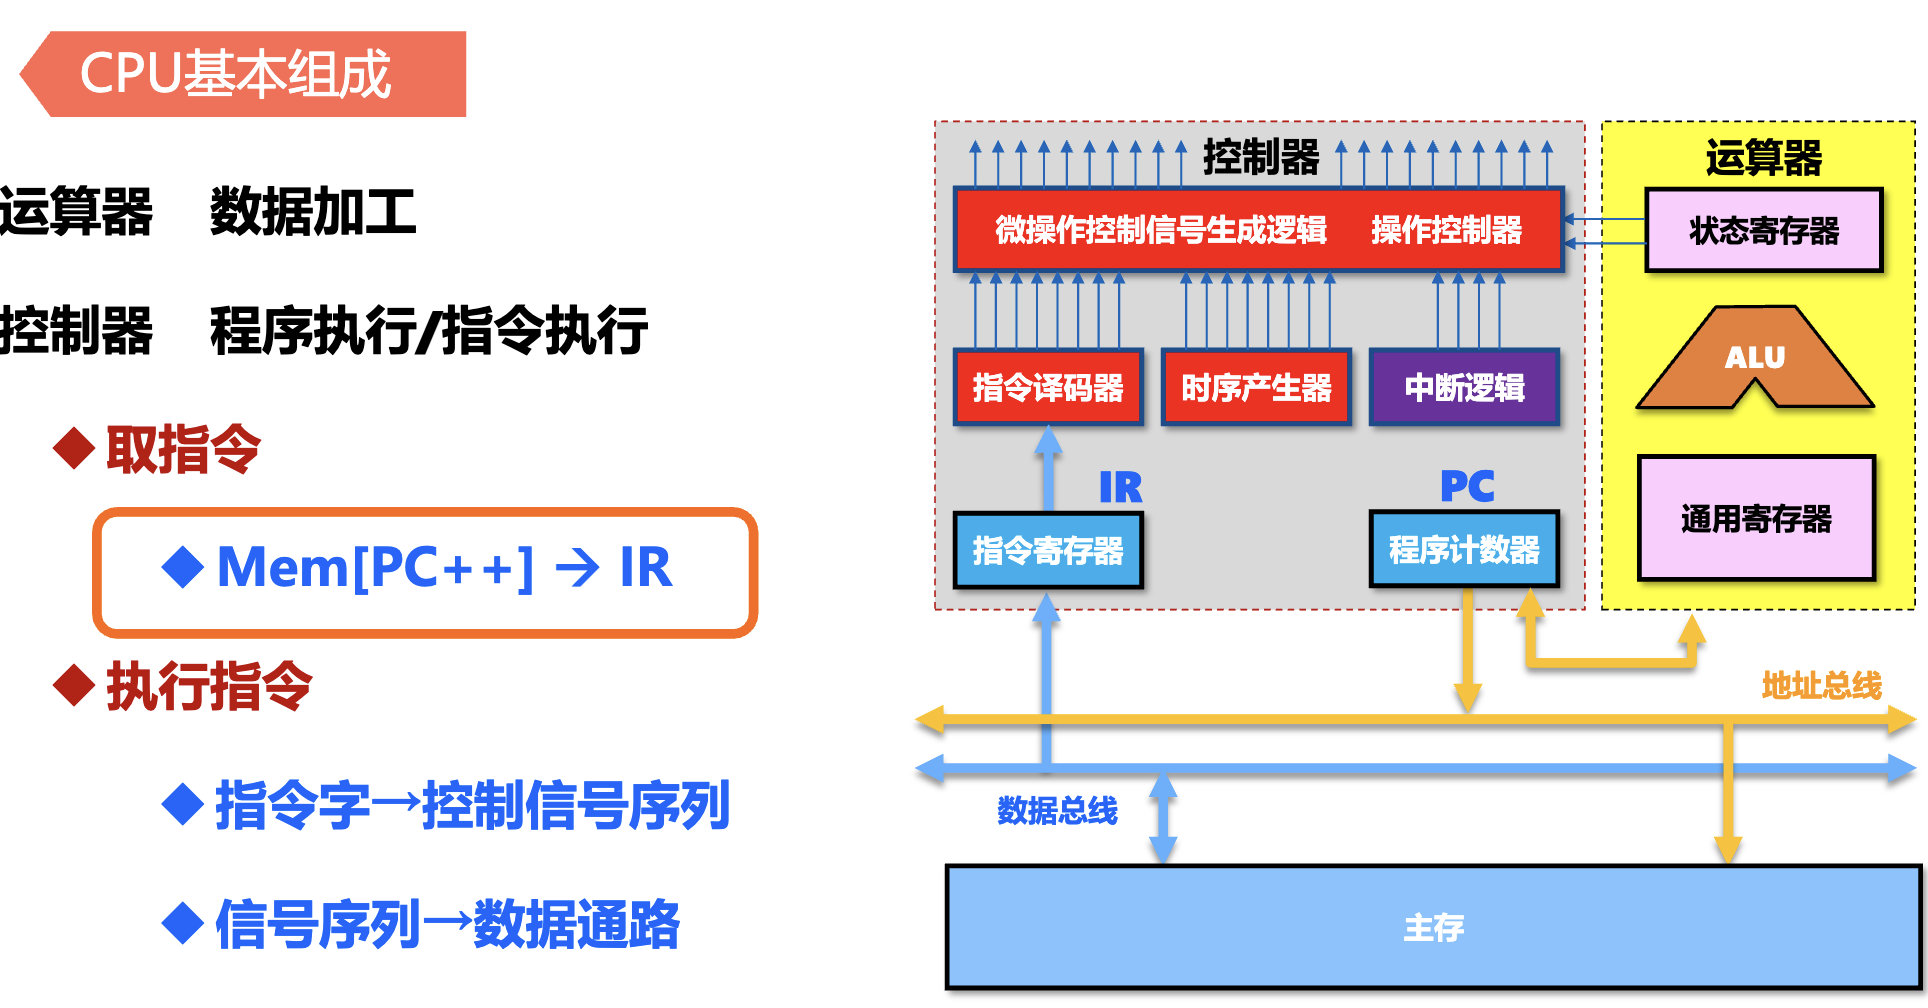 CPU基本组成
运算器 数据加工
控制器 程序执行/指令执行
取指令
Mem[PC++] → IR
执行指令
指令字→控制信号序列
信号序列→数据通路
控制器
微操作控制信号生成逻辑 操作控制器
指令译码器
时序产生器
中断逻辑
IR
PC
指令寄存器
程序计数器
运算器
状态寄存器
ALU
通用寄存器
地址总线
数据总线
主存